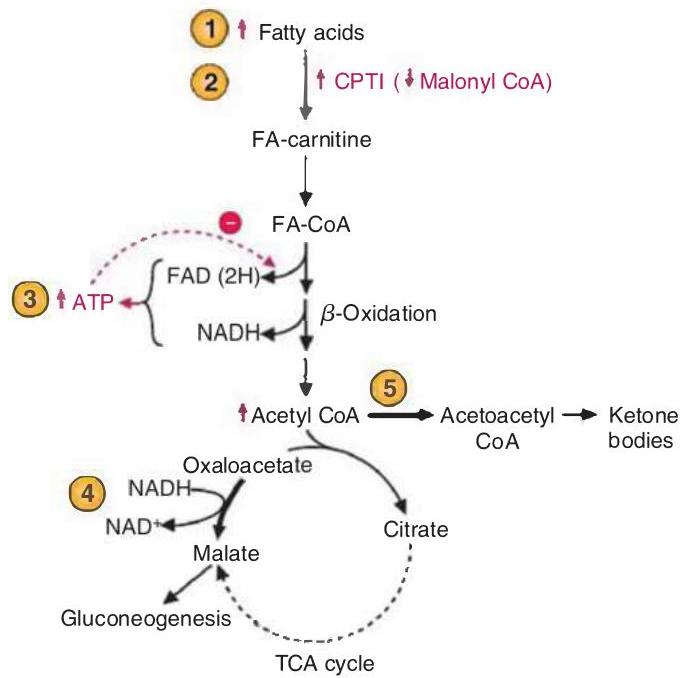 1 Fatty acids
2 CPTI ( Malonyl CoA)
FA-carnitine
FA-CoA
FAD (2H)
3 ATP
β-Oxidation
NADH
5
Acetyl CoA
Acetoacetyl
CoA
Ketone
bodies
Oxaloacetate
4
NADH
NAD+
Citrate
Malate
Gluconeogenesis
TCA cycle